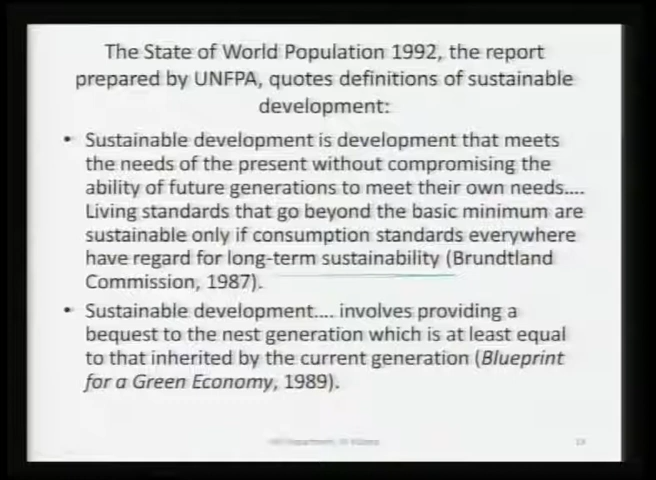 The State of World Population 1992, the report
prepared by UNFPA, quotes definitions of sustainable
development:
• Sustainable development is development that meets
the needs of the present without compromising the
ability of future generations to meet their own needs....
Living standards that go beyond the basic minimum are
sustainable only if consumption standards everywhere
have regard for long-term sustainability (Brundtland
Commission, 1987).
• Sustainable development.... involves providing a
bequest to the nest generation which is at least equal
to that inherited by the current generation (Blueprint
for a Green Economy, 1989).